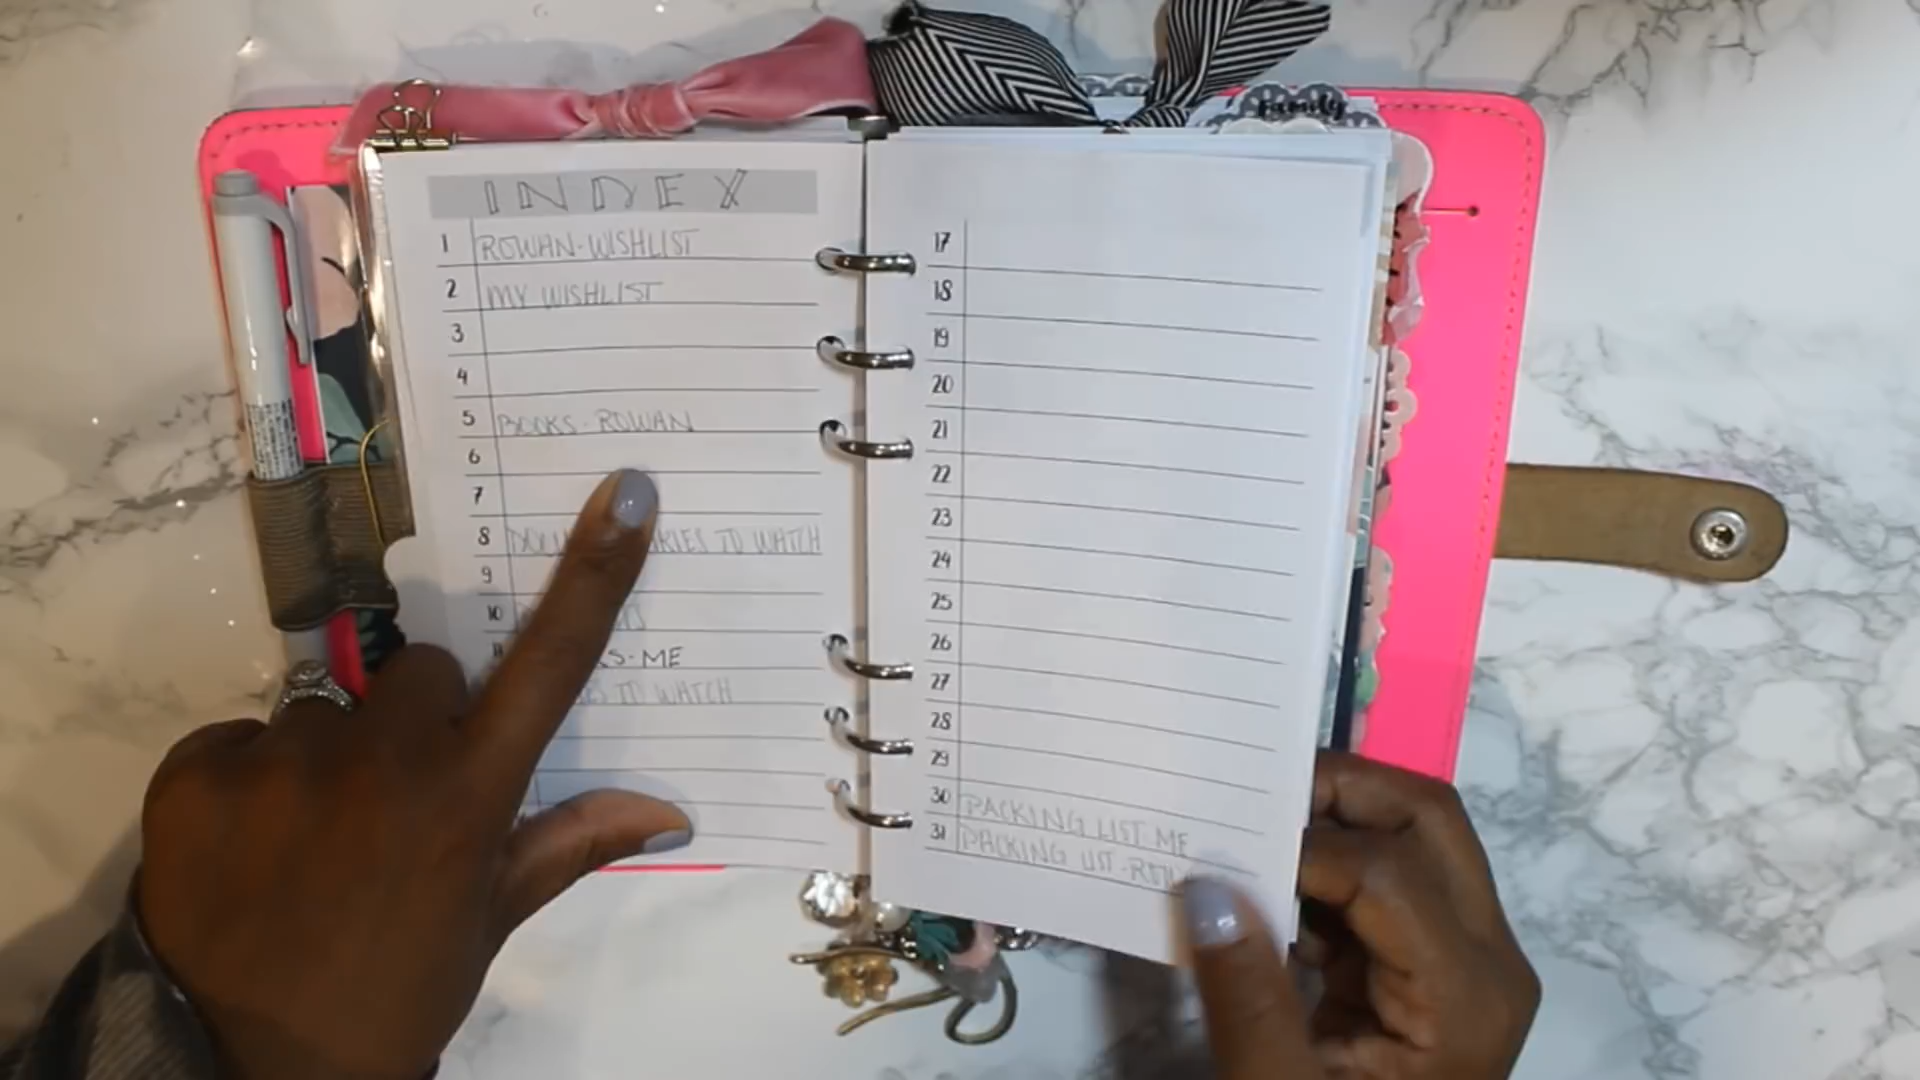 Family
INDEX
1 ROWAN-WISHLIST
2 MY WISHLIST
3
4
5 BOOKS-ROWAN
6
7
8 TO WATCH
9
10
11 -ME
TO WATCH
17
18
19
20
21
22
23
24
25
26
27
28
29
30 PACKING LIST ME
31 PACKING LIST -